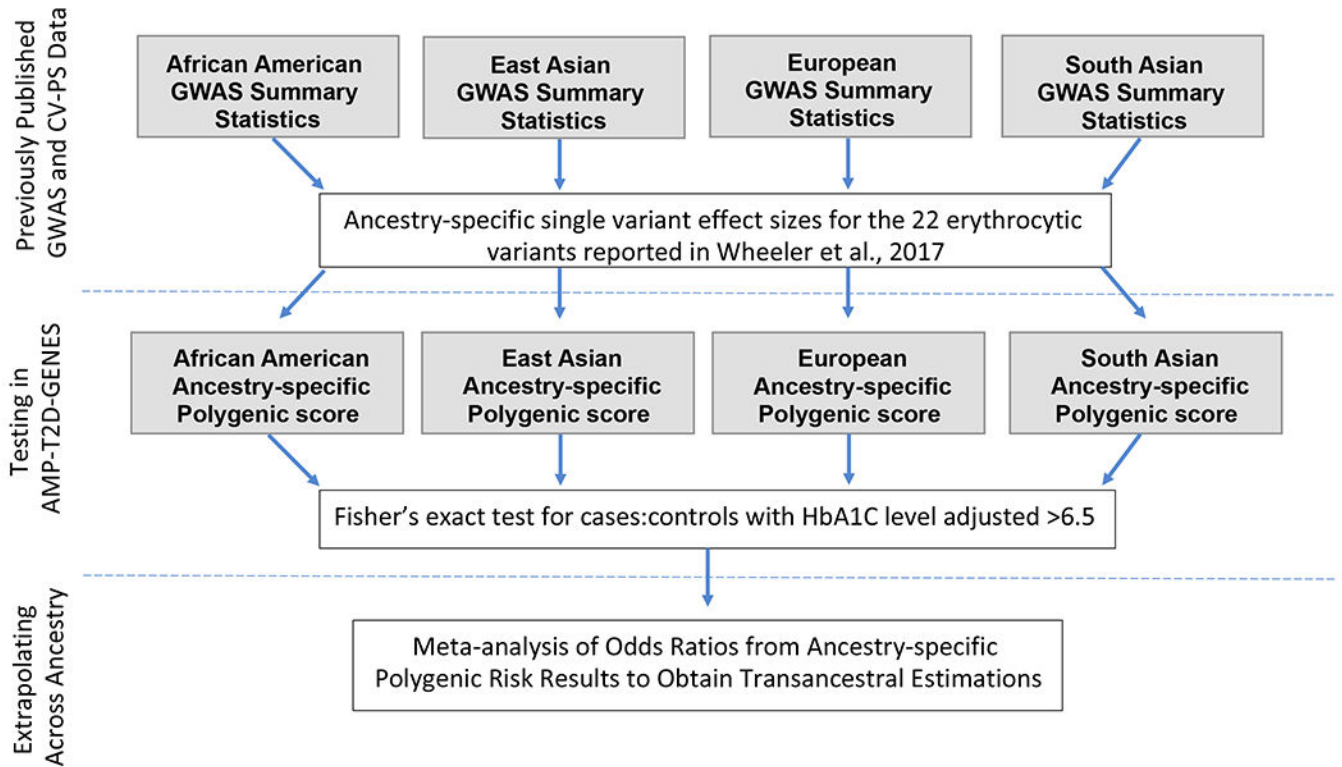 Previously Published
GWAS and CV-PS Data
African American
GWAS Summary
Statistics
East Asian
GWAS Summary
Statistics
European
GWAS Summary
Statistics
South Asian
GWAS Summary
Statistics
Ancestry-specific single variant effect sizes for the 22 erythrocytic
variants reported in Wheeler et al., 2017
Testing in
AMP-T2D-GENES
African American
Ancestry-specific
Polygenic score
East Asian
Ancestry-specific
Polygenic score
European
Ancestry-specific
Polygenic score
South Asian
Ancestry-specific
Polygenic score
Fisher's exact test for cases:controls with HbA1C level adjusted >6.5
Extrapolating
Across Ancestry
Meta-analysis of Odds Ratios from Ancestry-specific
Polygenic Risk Results to Obtain Transancestral Estimations